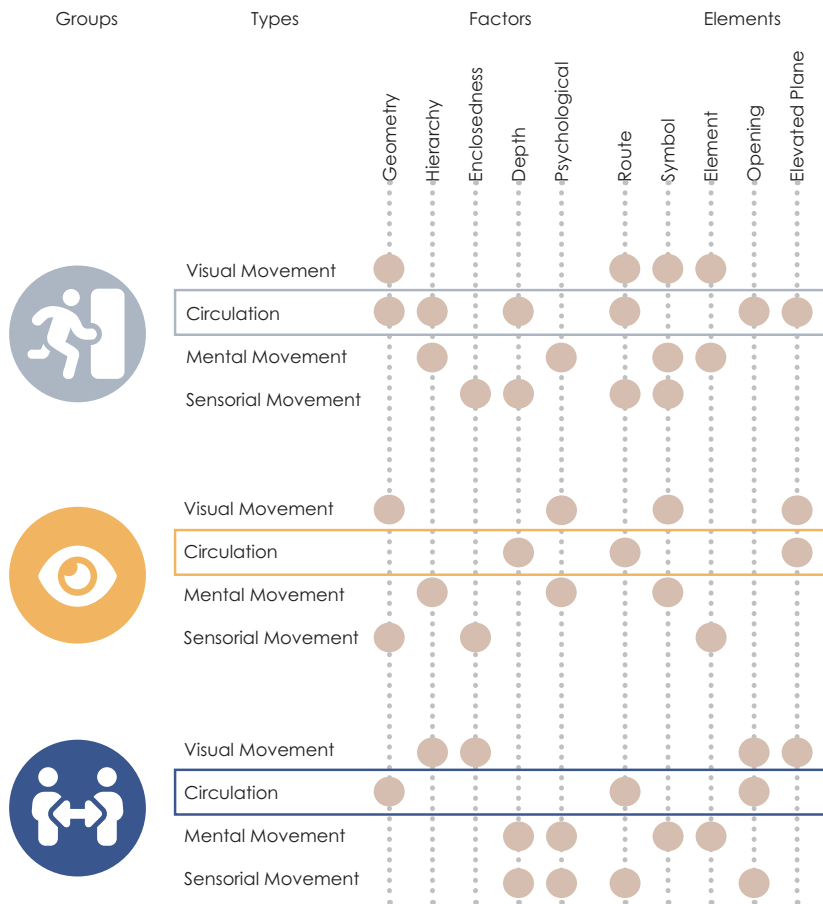 Groups Types Factors Elements
Geometry
Hierarchy
Enclosedness
Depth
Psychological
Route
Symbol
Element
Opening
Elevated Plane
Visual Movement
Circulation
Mental Movement
Sensorial Movement
Visual Movement
Circulation
Mental Movement
Sensorial Movement
Visual Movement
Circulation
Mental Movement
Sensorial Movement